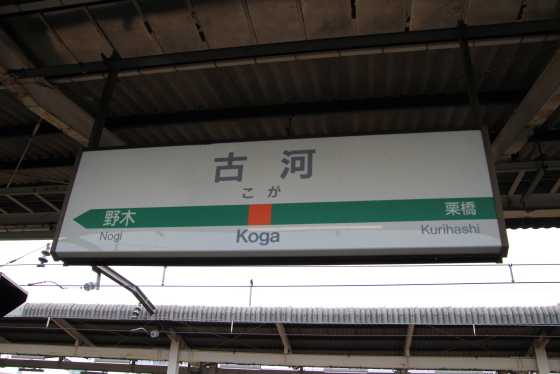 古河
こが
野木 栗橋
Nogi Koga Kurihashi